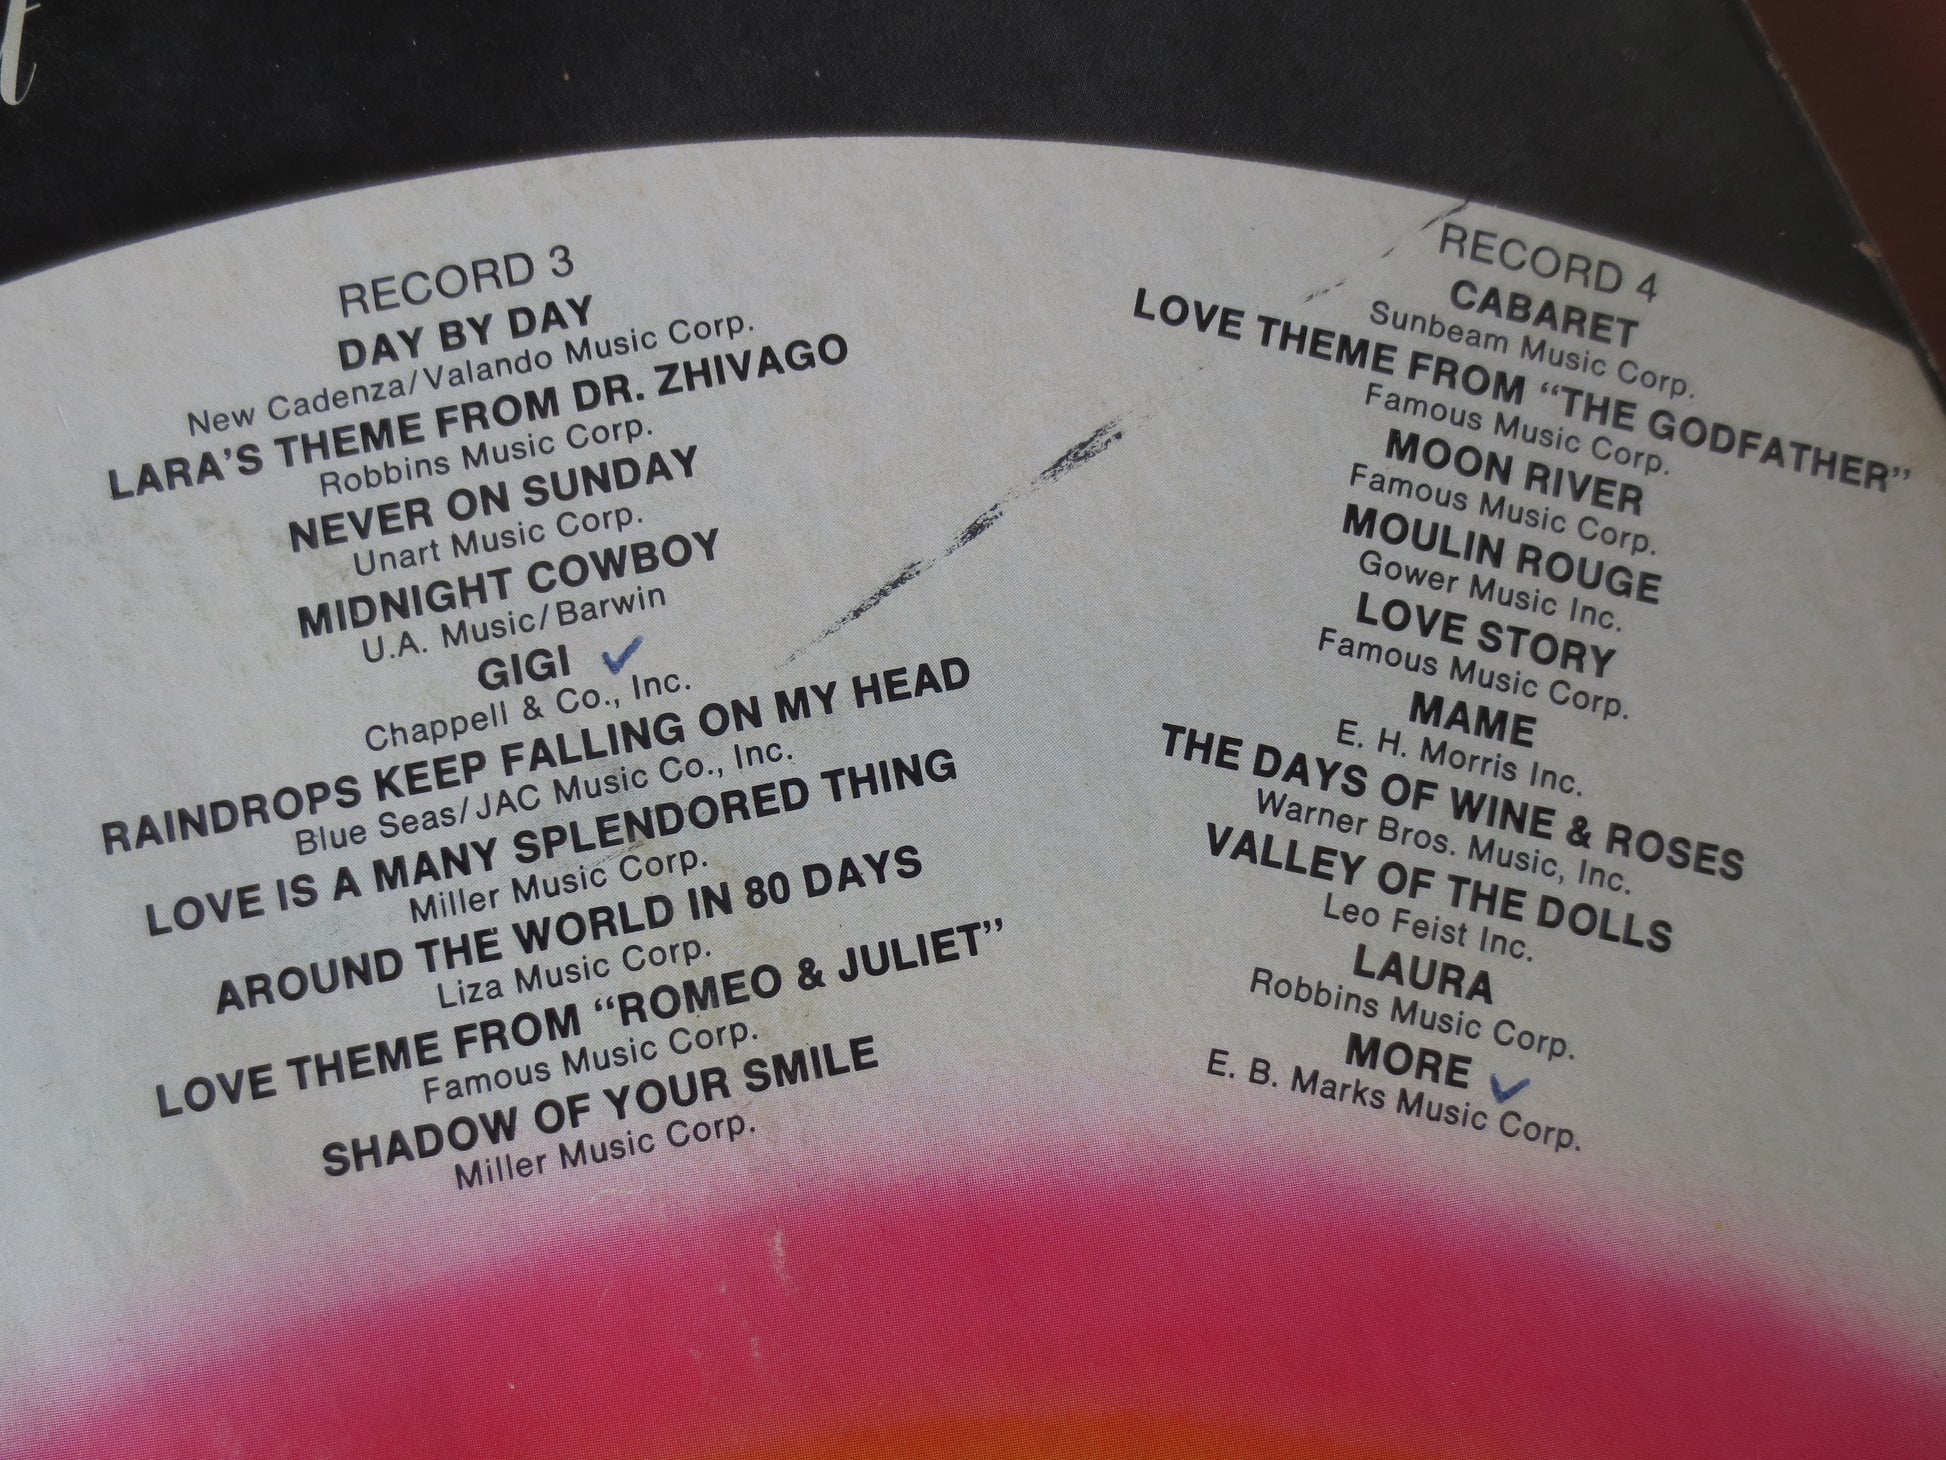 RECORD 3
DAY BY DAY
New Cadenza/Valando Music Corp.
LARA'S THEME FROM DR. ZHIVAGO
Robbins Music Corp.
NEVER ON SUNDAY
Unart Music Corp.
MIDNIGHT COWBOY
U.A. Music/Barwin
GIGI ✓
Chappell & Co., Inc.
RAINDROPS KEEP FALLING ON MY HEAD
Blue Seas/JAC Music Co., Inc.
LOVE IS A MANY SPLENDORED THING
Miller Music Corp.
AROUND THE WORLD IN 80 DAYS
Liza Music Corp.
LOVE THEME FROM "ROMEO & JULIET"
Famous Music Corp.
SHADOW OF YOUR SMILE
Miller Music Corp.
RECORD 4
CABARET
Sunbeam Music Corp.
LOVE THEME FROM "THE GODFATHER"
Famous Music Corp.
MOON RIVER
Famous Music Corp.
MOULIN ROUGE
Gower Music Inc.
LOVE STORY
Famous Music Corp.
MAME
E. H. Morris Inc.
THE DAYS OF WINE & ROSES
Warner Bros. Music, Inc.
VALLEY OF THE DOLLS
Leo Feist Inc.
LAURA
Robbins Music Corp.
MORE ✓
E. B. Marks Music Corp.